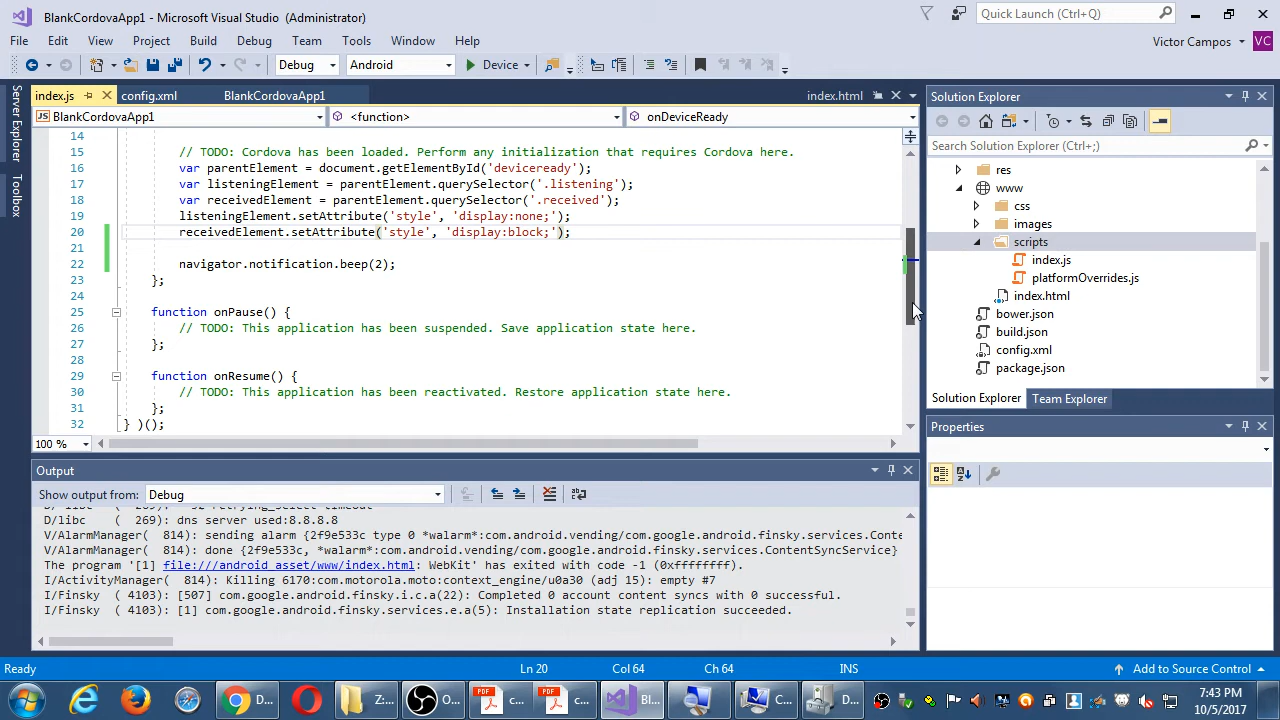 BlankCordovaApp1 - Microsoft Visual Studio (Administrator)
Quick Launch (Ctrl+Q)
File Edit View Project Build Debug Team Tools Window Help
Victor Campos VC
Debug Android Device
index.js config.xml BlankCordovaApp1 index.html
Server Explorer
Toolbox
BlankCordovaApp1 <function> onDeviceReady
14
15 // TODO: Cordova has been loaded. Perform any initialization that rquires Cordova here.
16 var parentElement = document.getElementById('deviceready');
17 var listeningElement = parentElement.querySelector('.listening');
18 var receivedElement = parentElement.querySelector('.received');
19 listeningElement.setAttribute('style', 'display:none;');
20 receivedElement.setAttribute('style', 'display:block;');
21
22 navigator.notification.beep(2);
23 };
24
25 function onPause() {
26 // TODO: This application has been suspended. Save application state here.
27 };
28
29 function onResume() {
30 // TODO: This application has been reactivated. Restore application state here.
31 };
32 } )();
100 %
Output
Show output from: Debug
D/libc ( 269): dns server used:8.8.8.8
V/AlarmManager( 814): sending alarm {2f9e533c type 0 *walarm*:com.android.vending/com.google.android.finsky.services.Conte
V/AlarmManager( 814): done {2f9e533c, *walarm*:com.android.vending/com.google.android.finsky.services.ContentSyncService}
The program '[1] file:///android_asset/www/index.html: WebKit' has exited with code -1 (0xffffffff).
I/ActivityManager( 814): Killing 6170:com.motorola.moto:context_engine/u0a30 (adj 15): empty #7
I/Finsky ( 4103): [507] com.google.android.finsky.i.c.a(22): Completed 0 account content syncs with 0 successful.
I/Finsky ( 4103): [1] com.google.android.finsky.services.e.a(5): Installation state replication succeeded.
Solution Explorer
Search Solution Explorer (Ctrl+;)
res
www
css
images
scripts
index.js
platformOverrides.js
index.html
bower.json
build.json
config.xml
package.json
Solution Explorer Team Explorer
Properties
Ready Ln 20 Col 64 Ch 64 INS Add to Source Control
D... Z:... O... PDF c... PDF c... Bl... C... D...
7:43 PM
10/5/2017